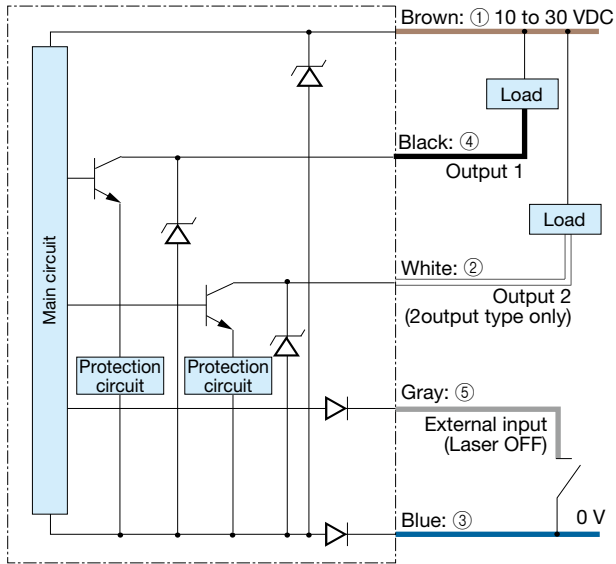 Brown: ① 10 to 30 VDC
Load
Black: ④
Output 1
Load
White: ②
Output 2
(2output type only)
Main circuit
Protection
circuit
Protection
circuit
Gray: ⑤
External input
(Laser OFF)
Blue: ③
0 V